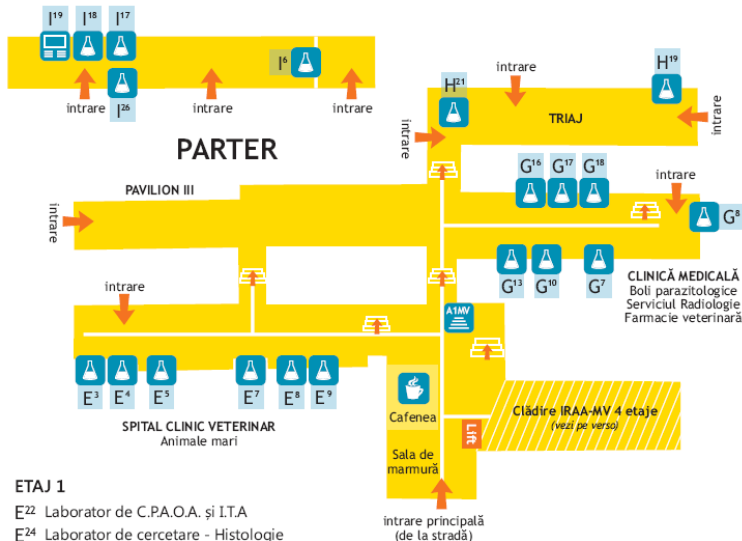 I19 I18 I17
I6
I26
intrare
intrare
intrare
H21
intrare
H19
TRIAJ
intrare
intrare
PARTER
PAVILION III
intrare
G16 G17 G18
intrare
G8
G13 G10 G7
CLINICĂ MEDICALĂ
Boli parazitologice
Serviciul Radiologie
Farmacie veterinară
intrare
A1MV
E3 E4 E5 E7 E8 E9
SPITAL CLINIC VETERINAR
Animale mari
Cafenea
Clădire IRAA-MV 4 etaje
(vezi pe verso)
Lift
Sala de
marmură
intrare principală
(de la stradă)
ETAJ 1
E22 Laborator de C.P.A.O.A. și I.T.A
E24 Laborator de cercetare - Histologie